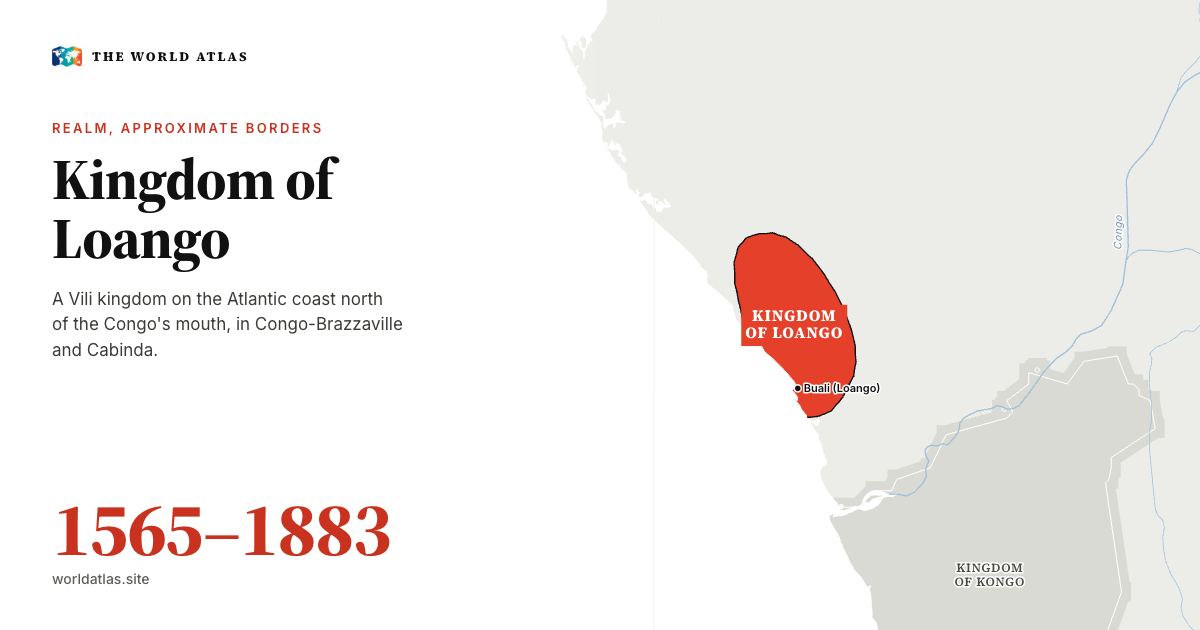 THE WORLD ATLAS
REALM, APPROXIMATE BORDERS
Kingdom of
Loango
A Vili kingdom on the Atlantic coast north
of the Congo's mouth, in Congo-Brazzaville
and Cabinda.
1565–1883
worldatlas.site
Congo
KINGDOM
OF LOANGO
Buali (Loango)
KINGDOM
OF KONGO